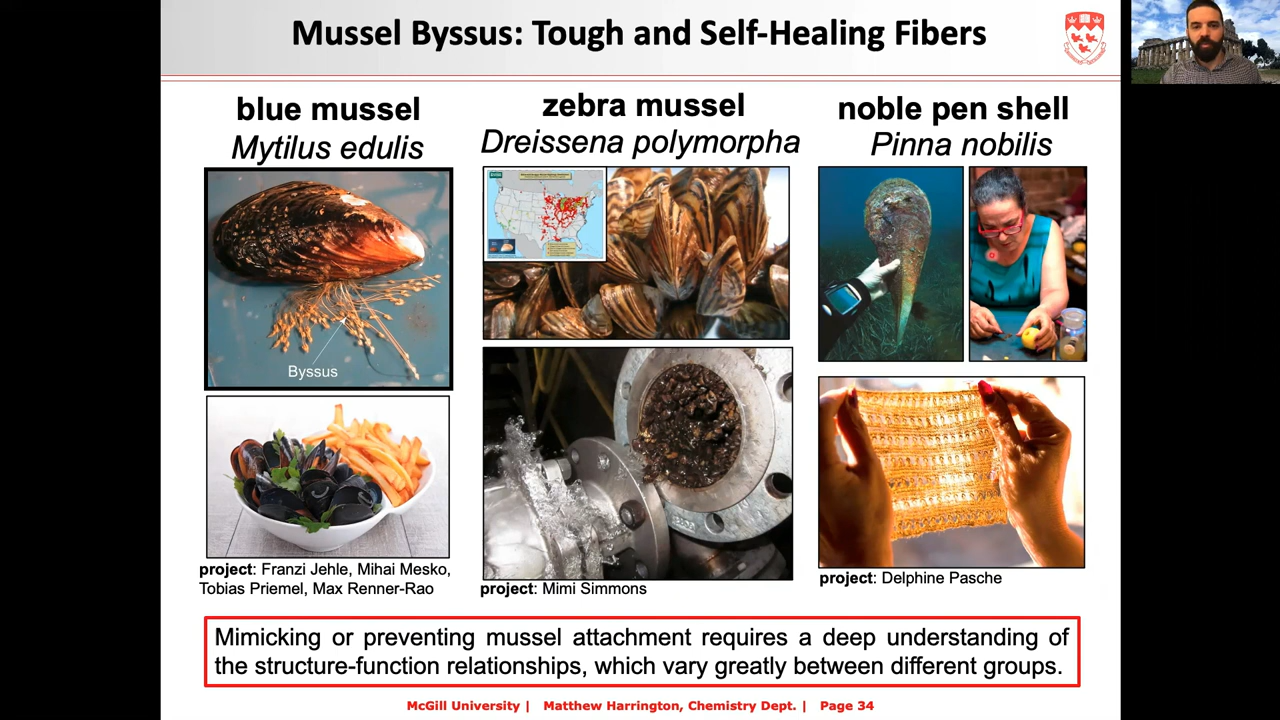 Mussel Byssus: Tough and Self-Healing Fibers
blue mussel
Mytilus edulis
zebra mussel
Dreissena polymorpha
noble pen shell
Pinna nobilis
Byssus
project: Franzi Jehle, Mihai Mesko,
Tobias Priemel, Max Renner-Rao
project: Mimi Simmons
project: Delphine Pasche
Mimicking or preventing mussel attachment requires a deep understanding of
the structure-function relationships, which vary greatly between different groups.
McGill University | Matthew Harrington, Chemistry Dept. | Page 34